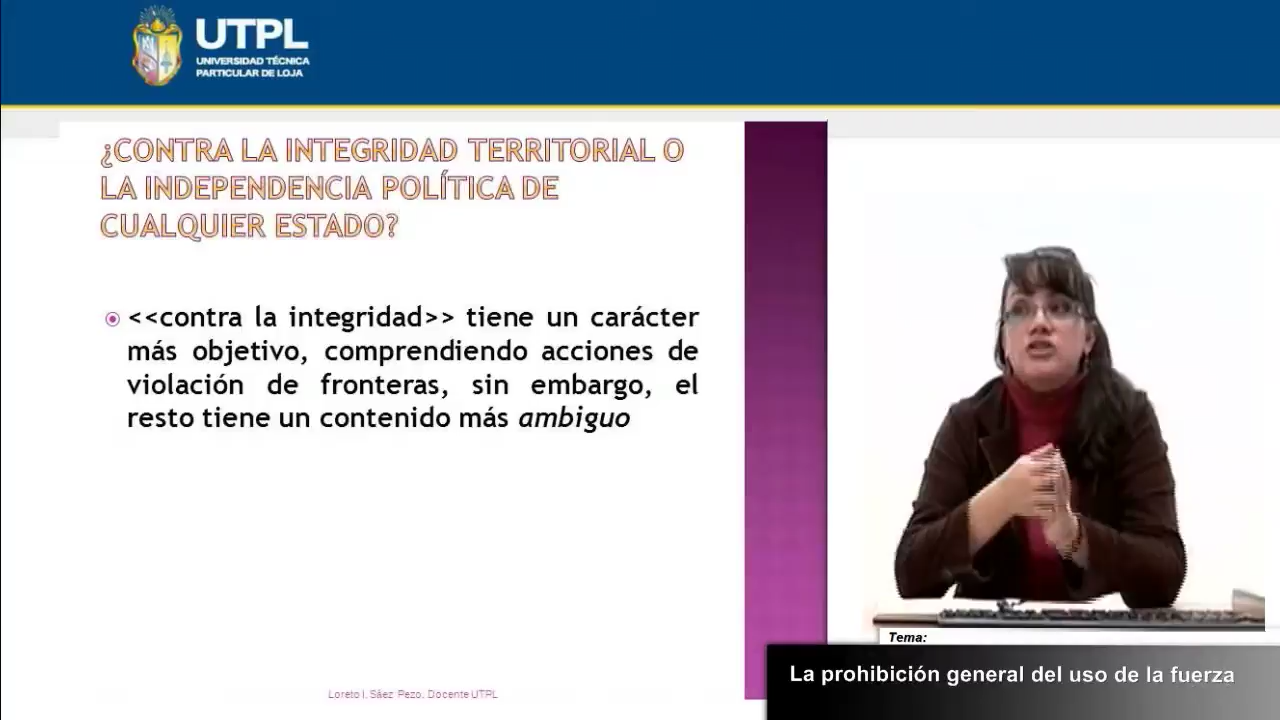 UTPL
UNIVERSIDAD TÉCNICA
PARTICULAR DE LOJA
¿CONTRA LA INTEGRIDAD TERRITORIAL O
LA INDEPENDENCIA POLÍTICA DE
CUALQUIER ESTADO?
<<contra la integridad>> tiene un carácter
más objetivo, comprendiendo acciones de
violación de fronteras, sin embargo, el
resto tiene un contenido más ambiguo
Loreto I. Sáez Pezo. Docente UTPL
Tema:
La prohibición general del uso de la fuerza